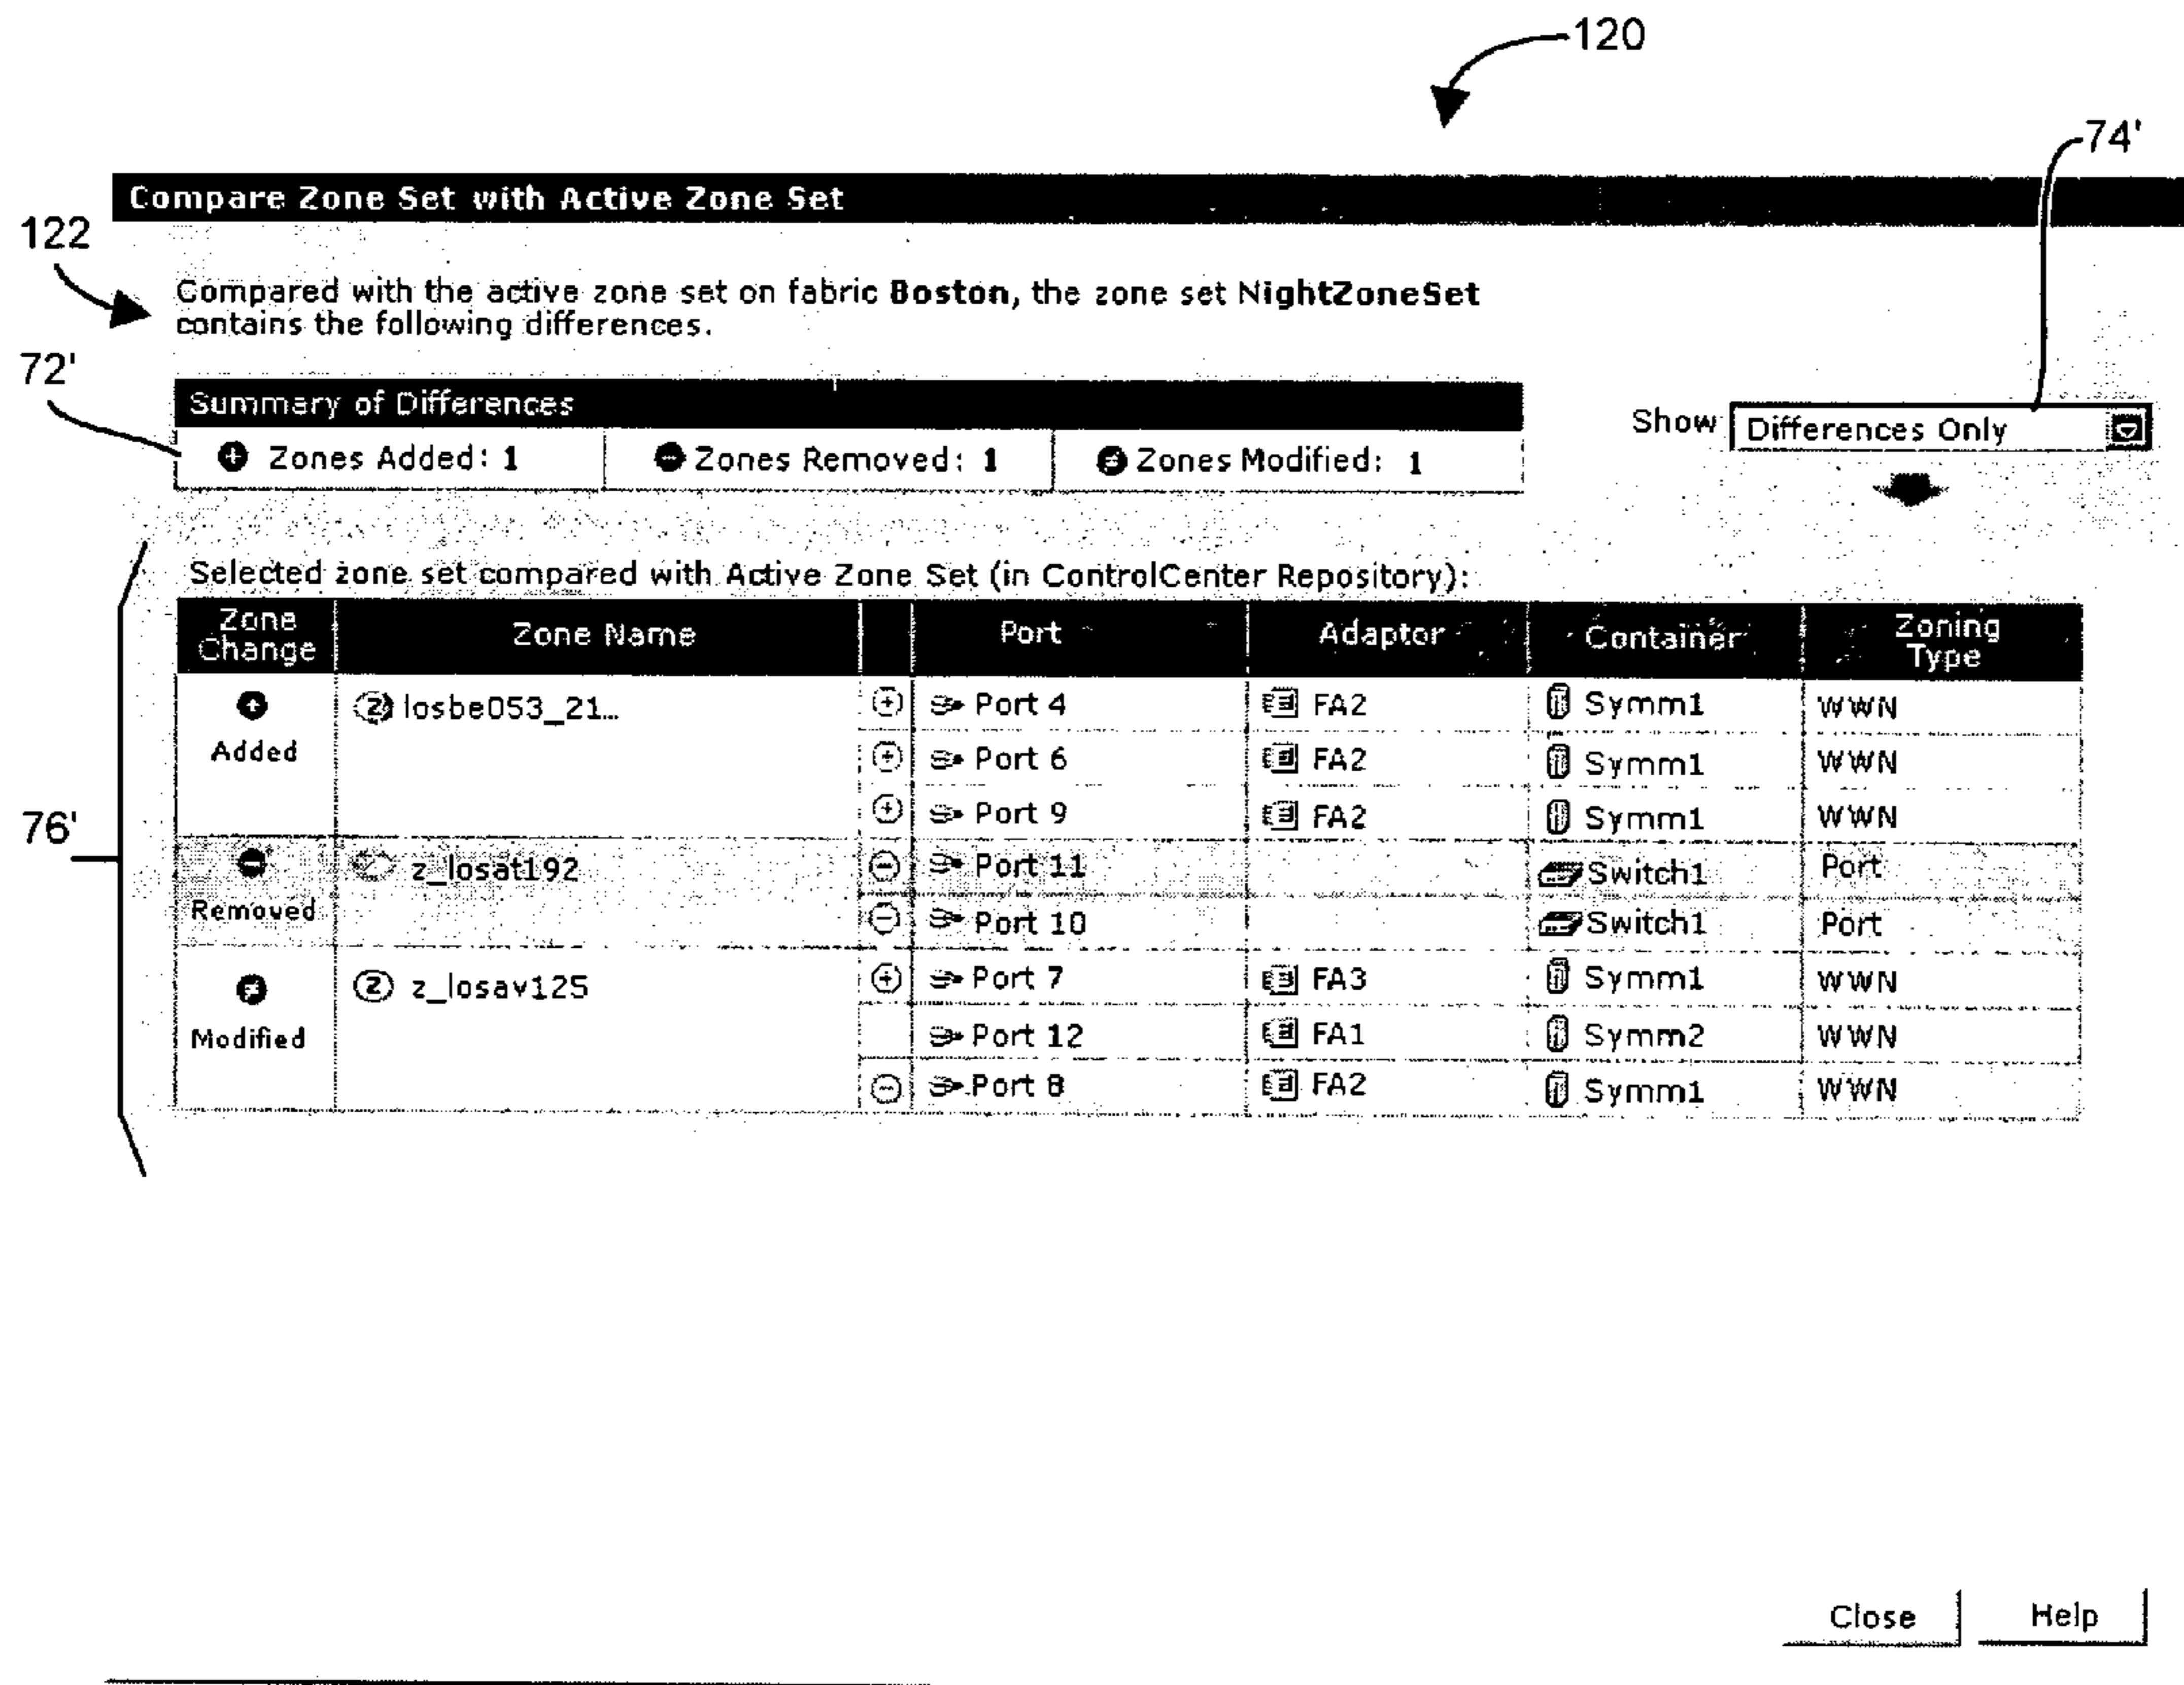 120
74'
Compare Zone Set with Active Zone Set
122
Compared with the active zone set on fabric Boston, the zone set NightZoneSet
contains the following differences.
72'
Summary of Differences
Zones Added: 1 Zones Removed: 1 Zones Modified: 1
Show Differences Only
76'
Selected zone set compared with Active Zone Set (in ControlCenter Repository):
Zone Change Zone Name Port Adaptor Container Zoning Type
Added losbe053_21... Port 4 FA2 Symm1 WWN
Port 6 FA2 Symm1 WWN
Port 9 FA2 Symm1 WWN
Removed z_losat192 Port 11 Switch1 Port
Port 10 Switch1 Port
Modified z_losav125 Port 7 FA3 Symm1 WWN
Port 12 FA1 Symm2 WWN
Port 8 FA2 Symm1 WWN
Close Help